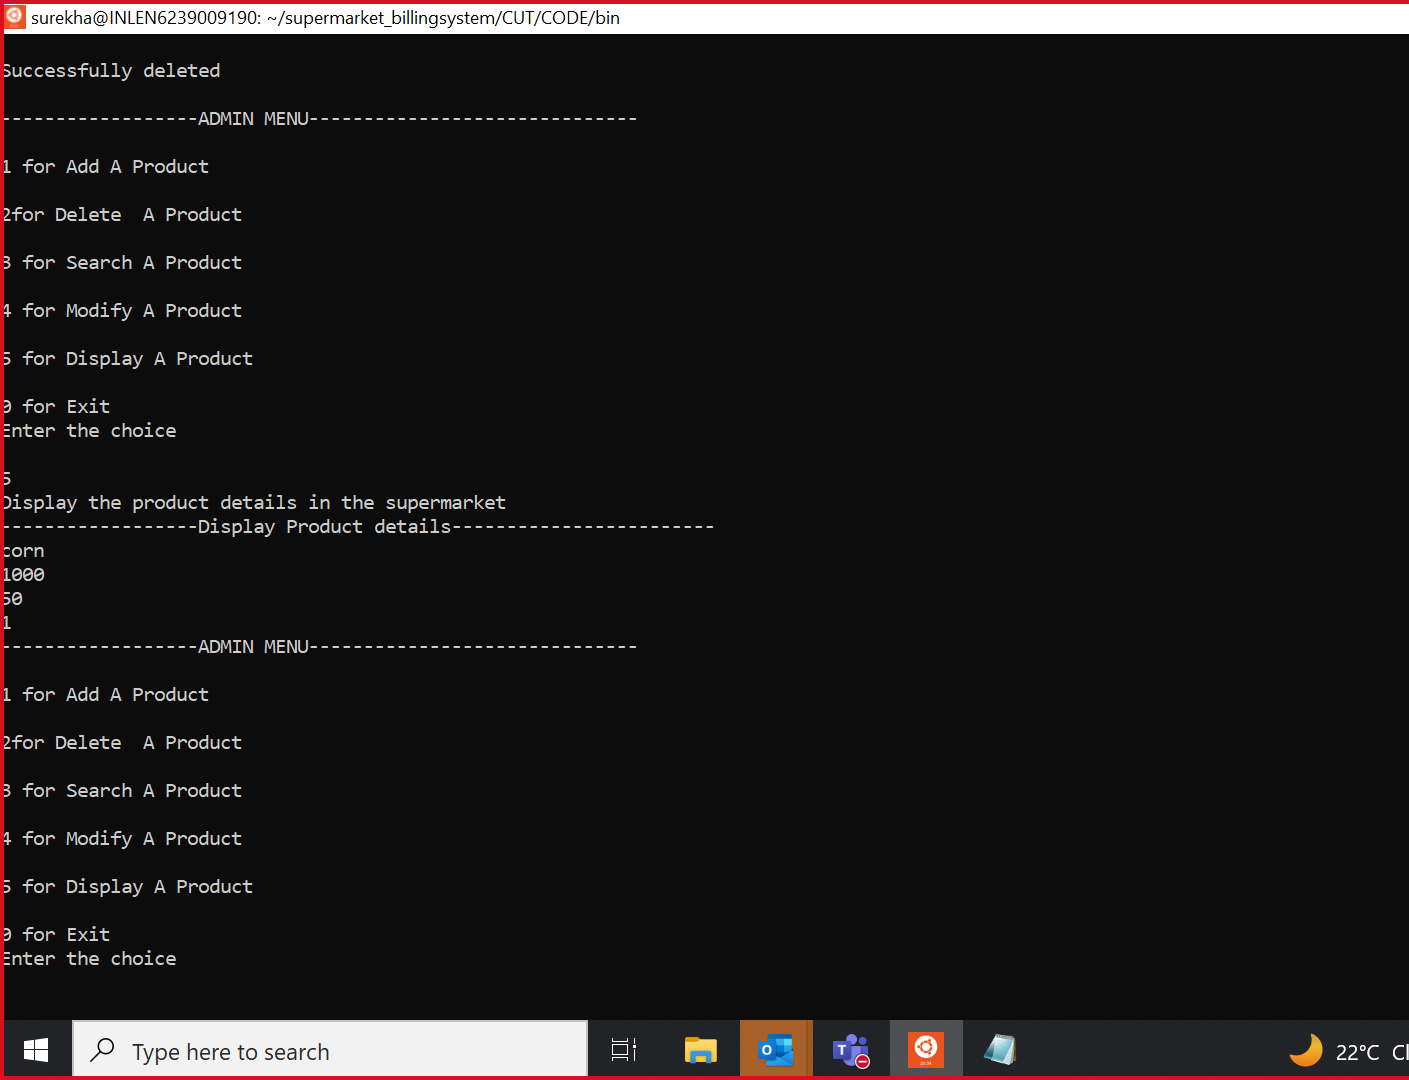 surekha@INLEN6239009190: ~/supermarket_billingsystem/CUT/CODE/bin
Successfully deleted
------------------ADMIN MENU------------------------------
1 for Add A Product
2for Delete  A Product
3 for Search A Product
4 for Modify A Product
5 for Display A Product
0 for Exit
Enter the choice
5
Display the product details in the supermarket
------------------Display Product details------------------------
corn
1000
50
1
------------------ADMIN MENU------------------------------
1 for Add A Product
2for Delete  A Product
3 for Search A Product
4 for Modify A Product
5 for Display A Product
0 for Exit
Enter the choice
Type here to search
22°C Cl